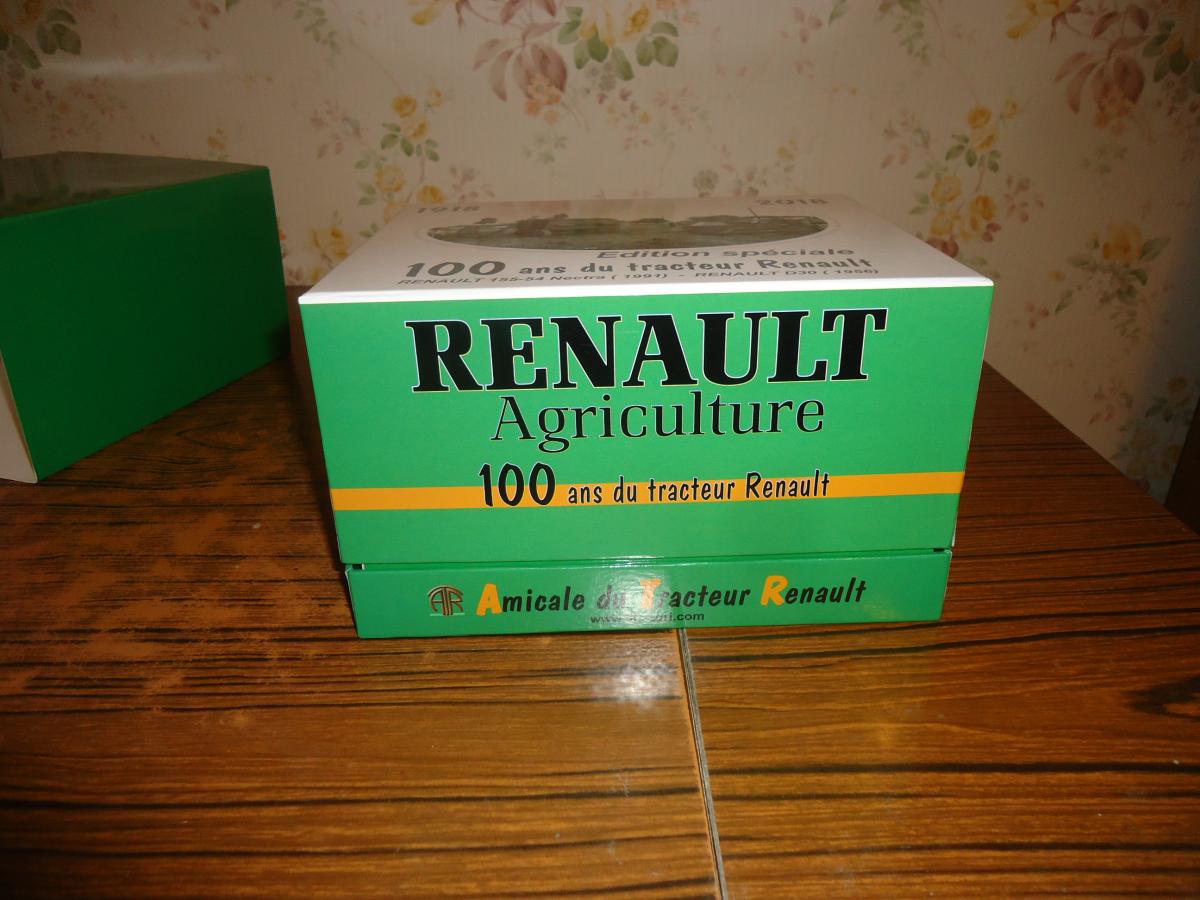 1918 2018
Edition spéciale
100 ans du tracteur Renault
RENAULT 155-54 Nectra ( 1991) - RENAULT D30 ( 1956)
RENAULT
Agriculture
100 ans du tracteur Renault
ATR Amicale du Tracteur Renault